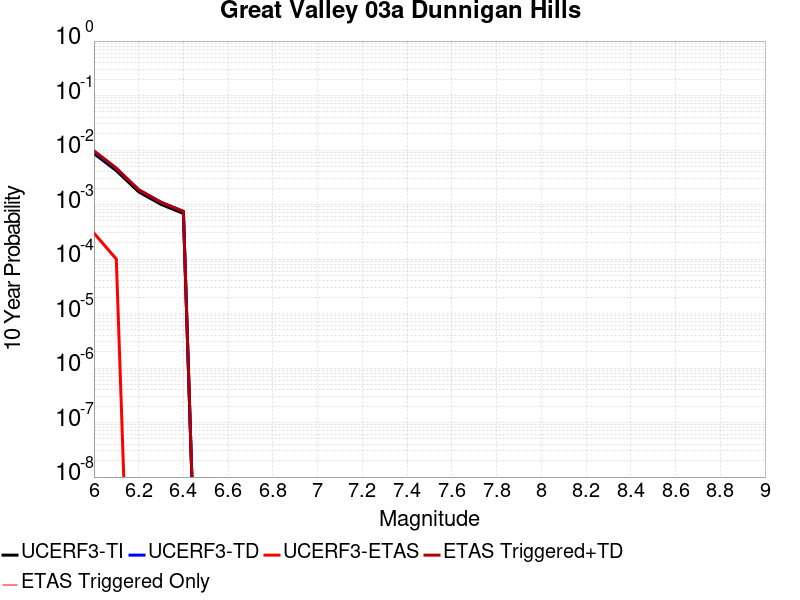 Great Valley 03a Dunnigan Hills
10^0
10^-1
10^-2
10^-3
10^-4
10^-5
10^-6
10^-7
10^-8
10 Year Probability
6 6.2 6.4 6.6 6.8 7 7.2 7.4 7.6 7.8 8 8.2 8.4 8.6 8.8 9
Magnitude
UCERF3-TI UCERF3-TD UCERF3-ETAS ETAS Triggered+TD
ETAS Triggered Only